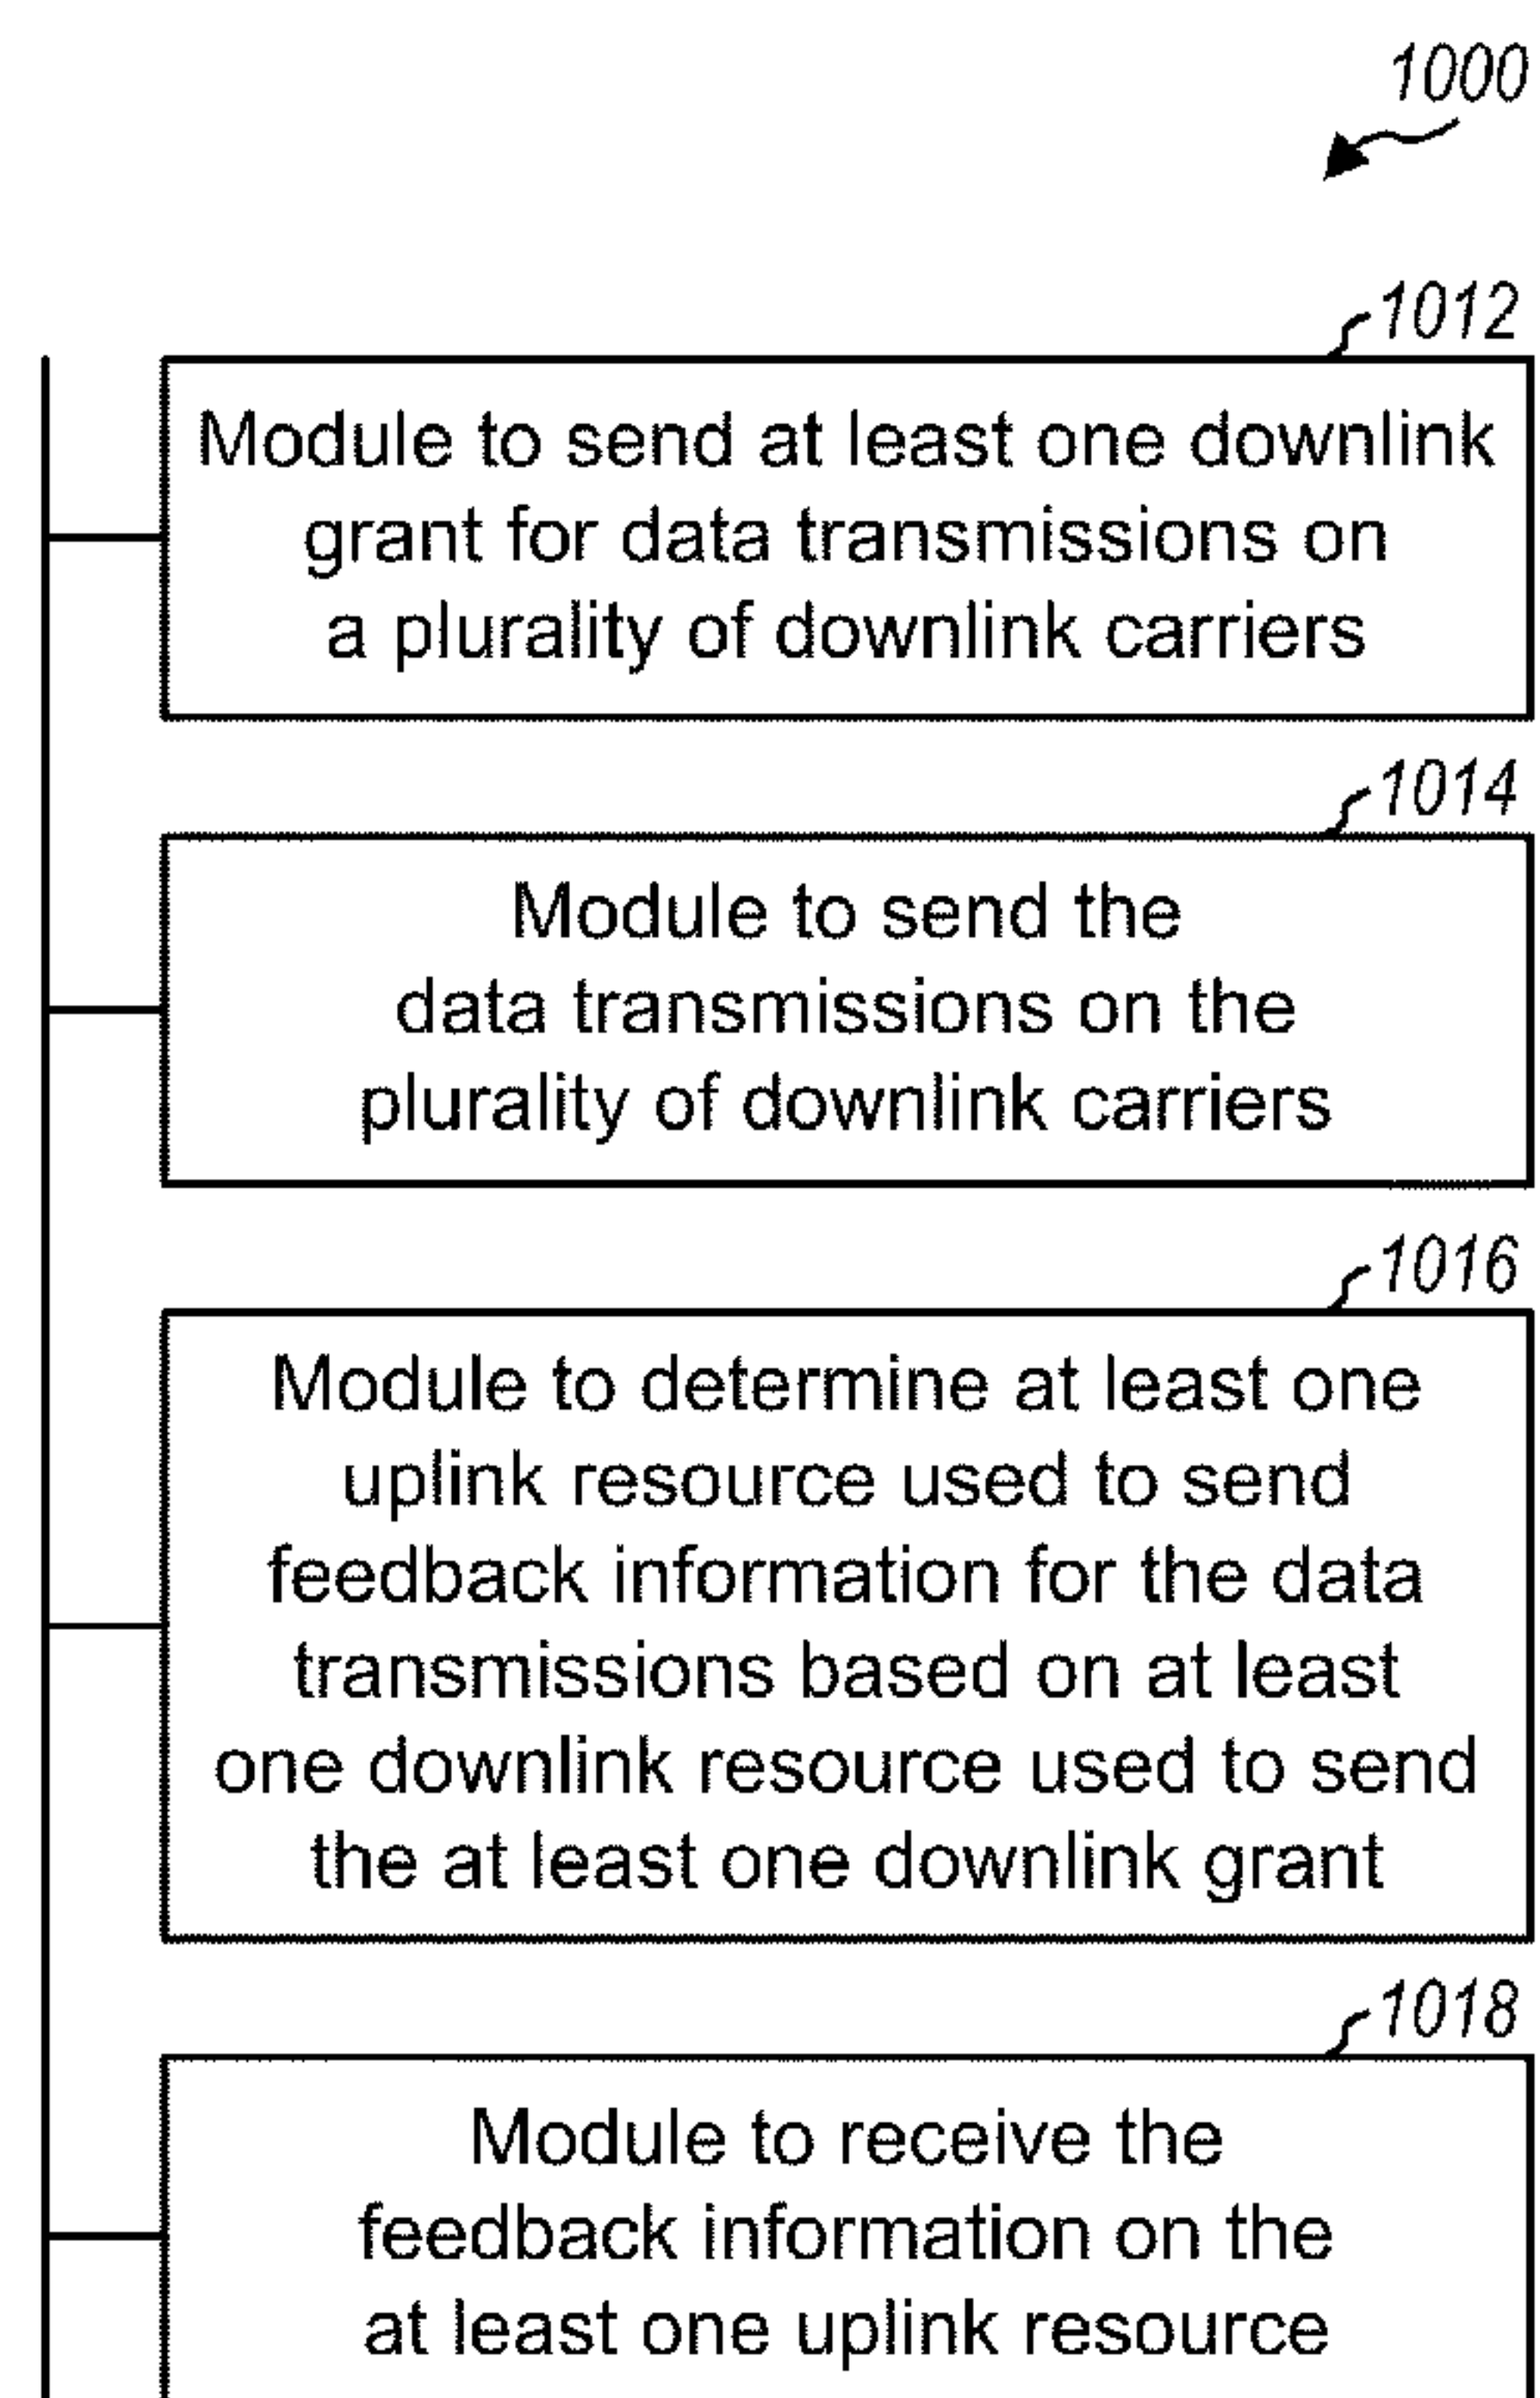 1000
1012
Module to send at least one downlink
grant for data transmissions on
a plurality of downlink carriers
1014
Module to send the
data transmissions on the
plurality of downlink carriers
1016
Module to determine at least one
uplink resource used to send
feedback information for the data
transmissions based on at least
one downlink resource used to send
the at least one downlink grant
1018
Module to receive the
feedback information on the
at least one uplink resource